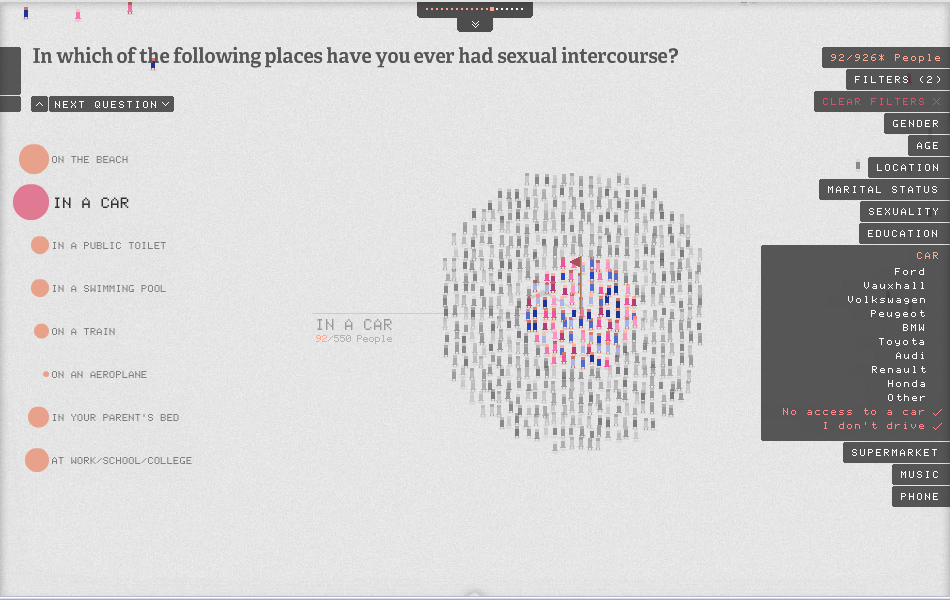 In which of the following places have you ever had sexual intercourse?
NEXT QUESTION
ON THE BEACH
IN A CAR
IN A PUBLIC TOILET
IN A SWIMMING POOL
ON A TRAIN
ON AN AEROPLANE
IN YOUR PARENT'S BED
AT WORK/SCHOOL/COLLEGE
IN A CAR
92/550 People
92/926* People
FILTERS (2)
CLEAR FILTERS ×
GENDER
AGE
LOCATION
MARITAL STATUS
SEXUALITY
EDUCATION
CAR
Ford
Vauxhall
Volkswagen
Peugeot
BMW
Toyota
Audi
Renault
Honda
Other
No access to a car ✓
I don't drive ✓
SUPERMARKET
MUSIC
PHONE